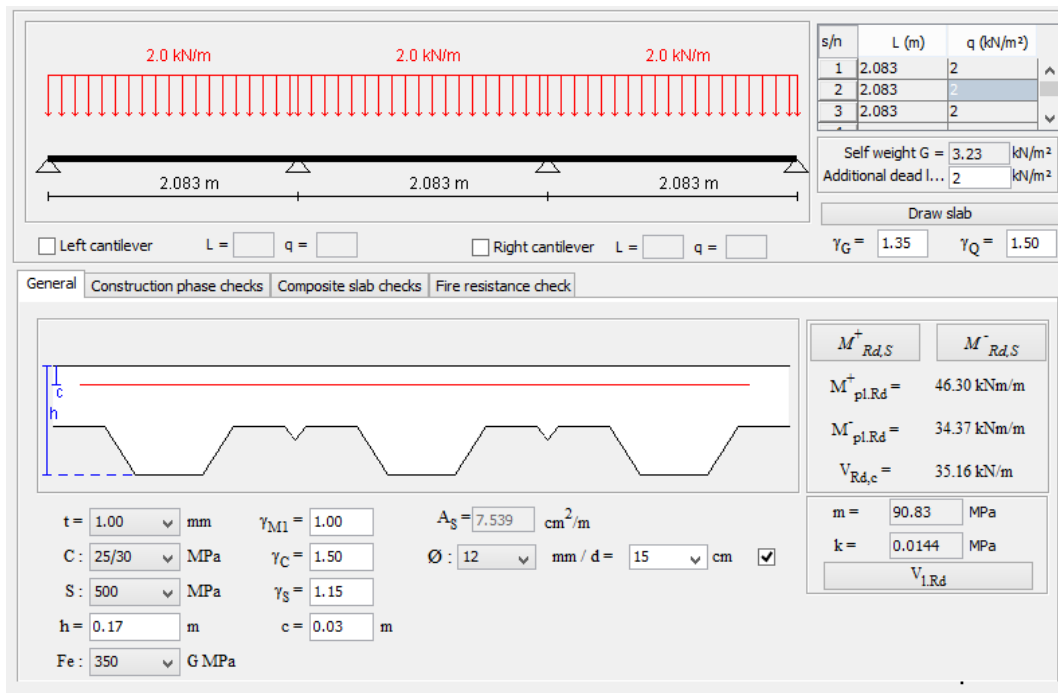 2.0 kN/m 2.0 kN/m 2.0 kN/m
2.083 m 2.083 m 2.083 m
s/n L (m) q (kN/m²)
1 2.083 2
2 2.083 2
3 2.083 2
Self weight G = 3.23 kN/m²
Additional dead l... 2 kN/m²
Draw slab
Left cantilever L = q = Right cantilever L = q =
γG = 1.35 γQ = 1.50
General Construction phase checks Composite slab checks Fire resistance check
c
h
M+Rd,S M-Rd,S
M+pl.Rd = 46.30 kNm/m
M-pl.Rd = 34.37 kNm/m
VRd,c = 35.16 kN/m
t = 1.00 mm γM1 = 1.00 AS = 7.539 cm2/m
C : 25/30 MPa γC = 1.50 Ø : 12 mm / d = 15 cm
S : 500 MPa γS = 1.15
h = 0.17 m c = 0.03 m
Fe : 350 G MPa
m = 90.83 MPa
k = 0.0144 MPa
V1.Rd